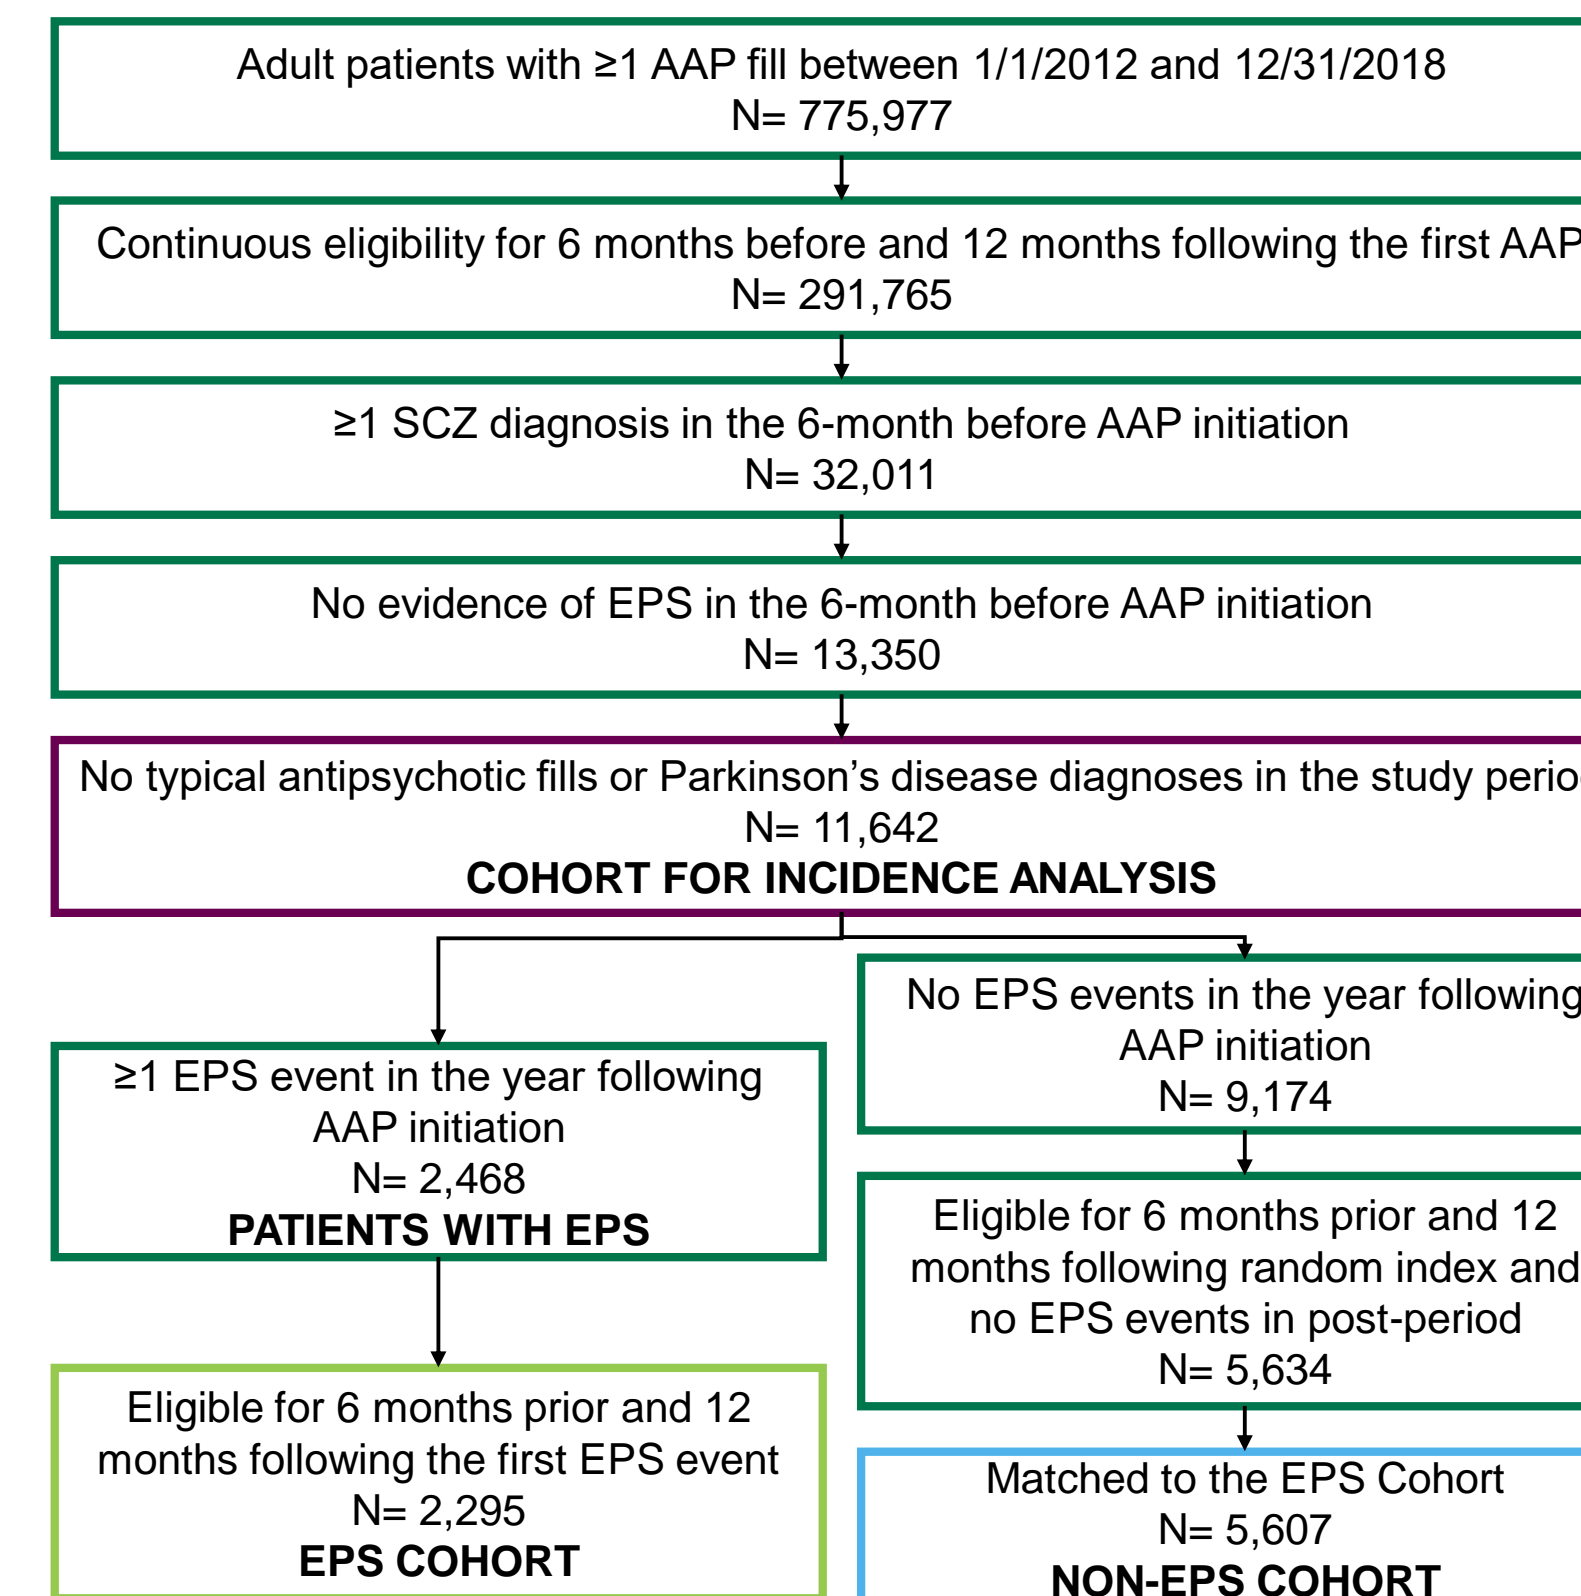 Adult patients with ≥1 AAP fill between 1/1/2012 and 12/31/2018
N= 775,977
Continuous eligibility for 6 months before and 12 months following the first AAP
N= 291,765
≥1 SCZ diagnosis in the 6-month before AAP initiation
N= 32,011
No evidence of EPS in the 6-month before AAP initiation
N= 13,350
No typical antipsychotic fills or Parkinson's disease diagnoses in the study
N= 11,642
COHORT FOR INCIDENCE ANALYSIS
≥1 EPS event in the year following
AAP initiation
N= 2,468
PATIENTS WITH EPS
Eligible for 6 months prior and 12
months following the first EPS event
N= 2,295
EPS COHORT
No EPS events in the year following
AAP initiation
N= 9,174
Eligible for 6 months prior and 12
months following random index and
no EPS events in post-period
N= 5,634
Matched to the EPS Cohort
N= 5,607
NON-EPS COHORT